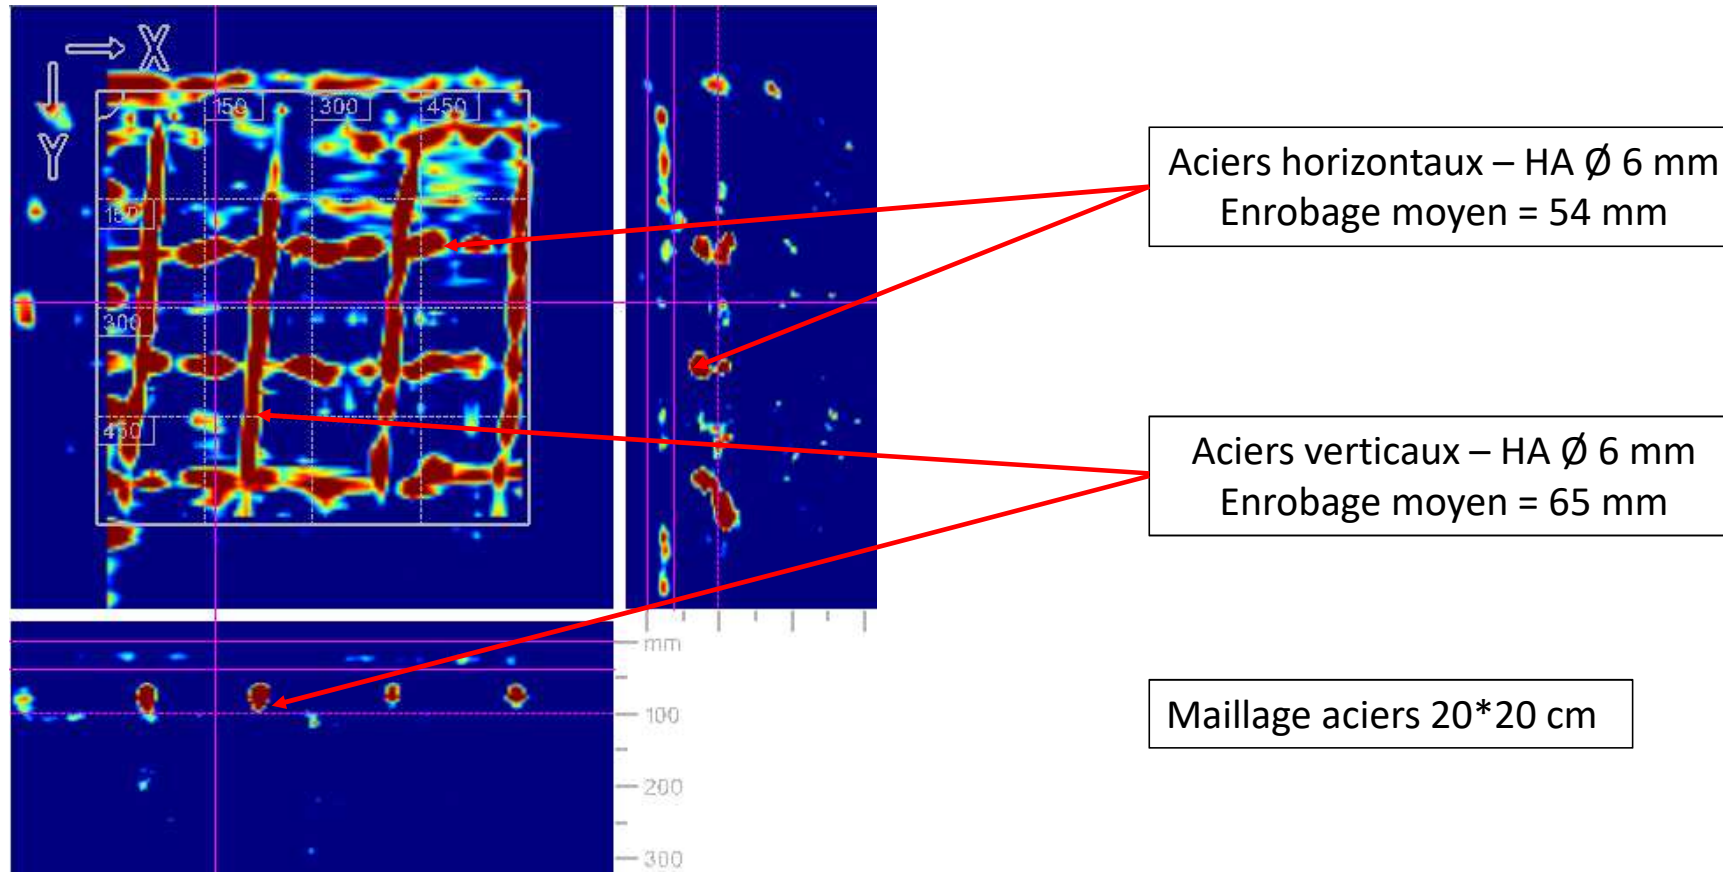 X
Y
150
300
450
150
300
450
mm
100
200
300
Aciers horizontaux – HA Ø 6 mm
Enrobage moyen = 54 mm
Aciers verticaux – HA Ø 6 mm
Enrobage moyen = 65 mm
Maillage aciers 20*20 cm